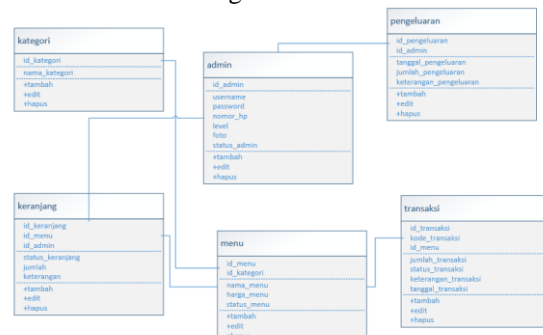 kategori
id_kategori
nama_kategori
+tambah
+edit
+hapus
admin
id_admin
username
password
nomor_hp
level
foto
status_admin
+tambah
+edit
+hapus
pengeluaran
id_pengeluaran
id_admin
tanggal_pengeluaran
jumlah_pengeluaran
keterangan_pengeluaran
+tambah
+edit
+hapus
keranjang
id_keranjang
id_menu
id_admin
status_keranjang
jumlah
keterangan
+tambah
+edit
+hapus
menu
id_menu
id_kategori
nama_menu
harga_menu
status_menu
+tambah
+edit
transaksi
id_transaksi
kode_transaksi
id_menu
jumlah_transaksi
status_transaksi
keterangan_transaksi
tanggal_transaksi
+tambah
+edit
+hapus